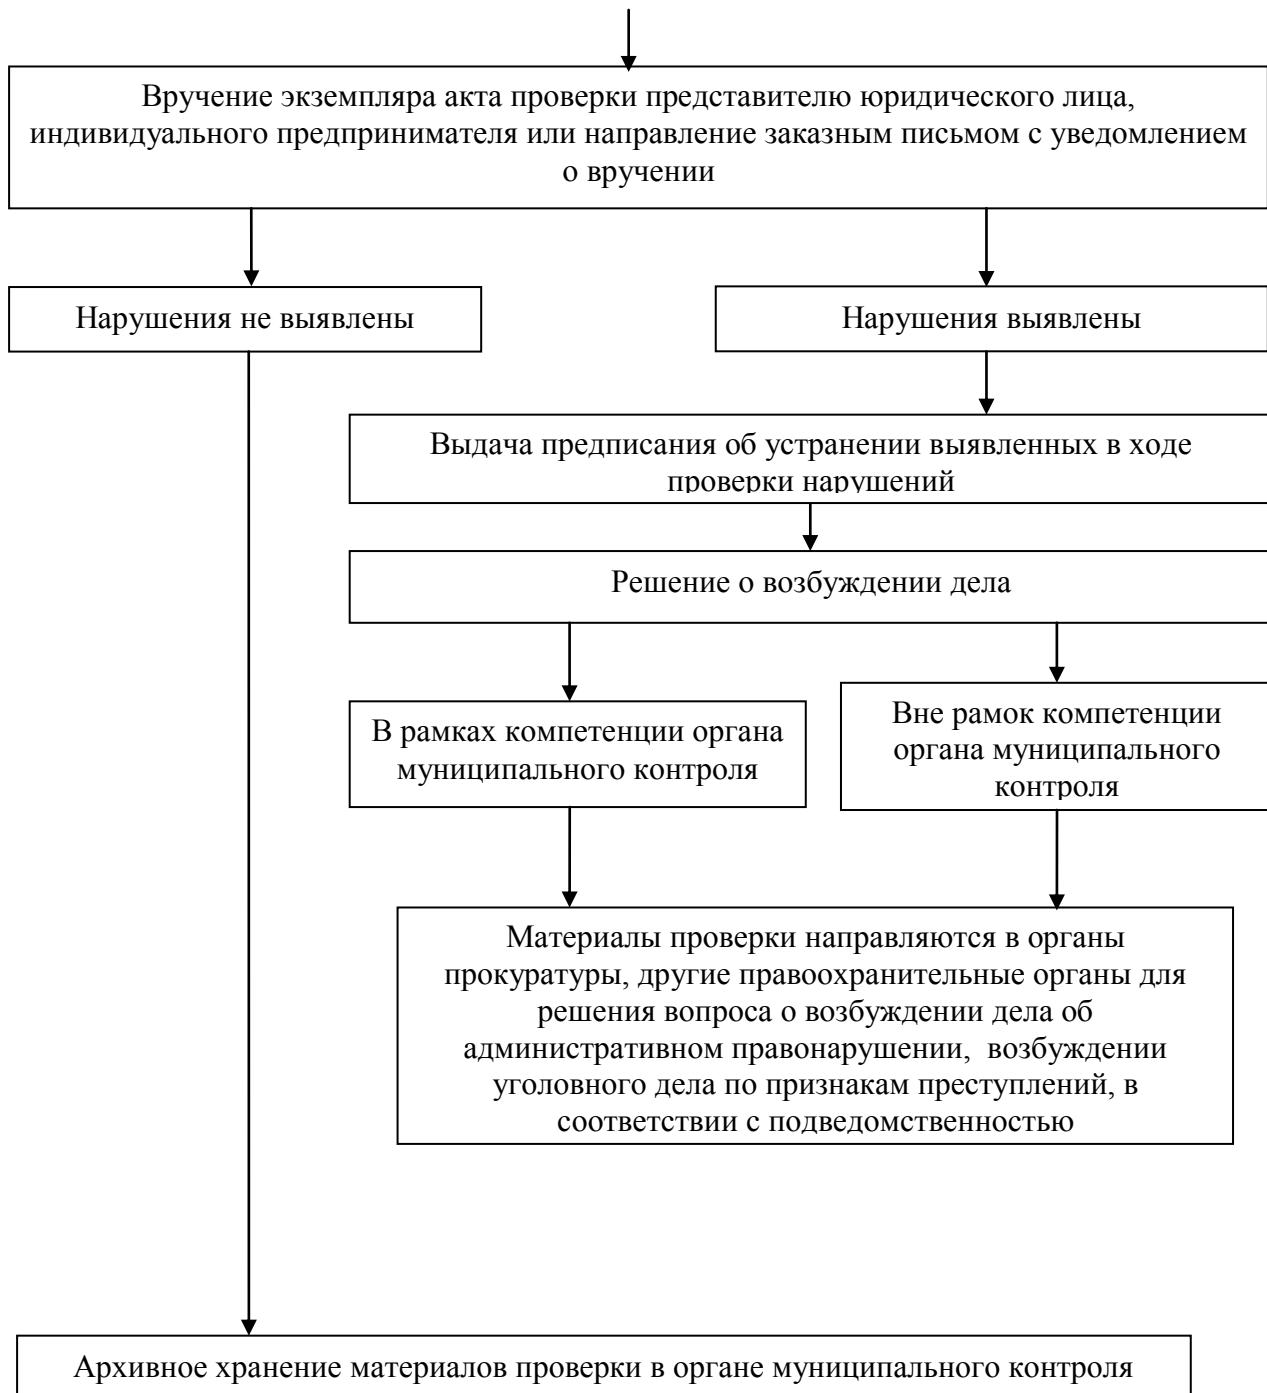 Вручение экземпляра акта проверки представителю юридического лица,
индивидуального предпринимателя или направление заказным письмом с уведомлением
о вручении
Нарушения не выявлены
Нарушения выявлены
Выдача предписания об устранении выявленных в ходе
проверки нарушений
Решение о возбуждении дела
В рамках компетенции органа
муниципального контроля
Вне рамок компетенции
органа муниципального
контроля
Материалы проверки направляются в органы
прокуратуры, другие правоохранительные органы для
решения вопроса о возбуждении дела об
административном правонарушении,  возбуждении
уголовного дела по признакам преступлений, в
соответствии с подведомственностью
Архивное хранение материалов проверки в органе муниципального контроля